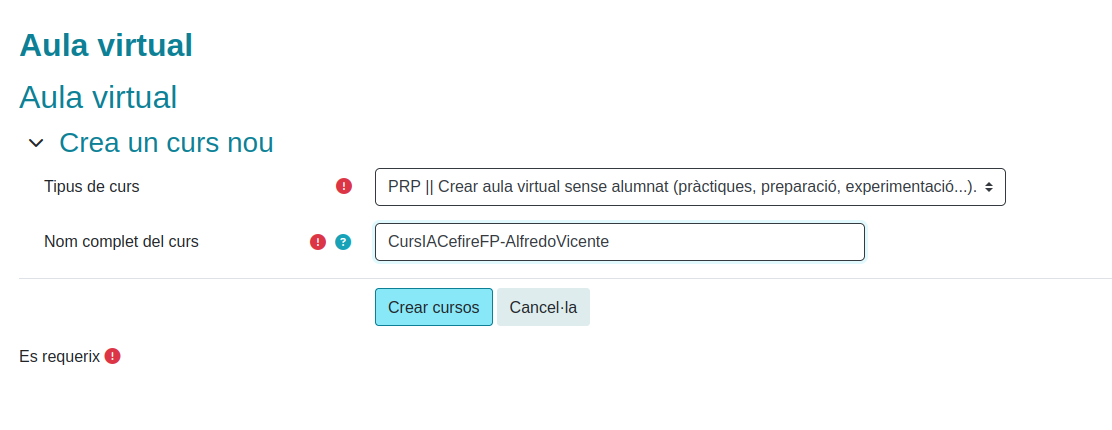 Aula virtual
Aula virtual
Crea un curs nou
Tipus de curs
PRP || Crear aula virtual sense alumnat (pràctiques, preparació, experimentació...).
Nom complet del curs
CursIACefireFP-AlfredoVicente
Crear cursos Cancel·la
Es requerix